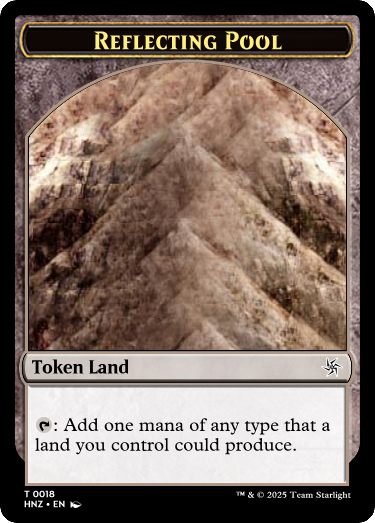 Reflecting Pool
Token Land
: Add one mana of any type that a
land you control could produce.
T 0018
HNZ • EN
™ & © 2025 Team Starlight